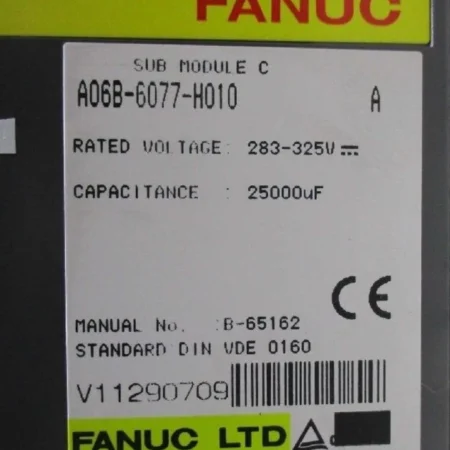 FANUC
SUB MODULE C
A06B-6077-H010 A
RATED VOLTAGE: 283-325V
CAPACITANCE : 25000uF
CE
MANUAL No. :B-65162
STANDARD DIN VDE 0160
V11290709
FANUC LTD